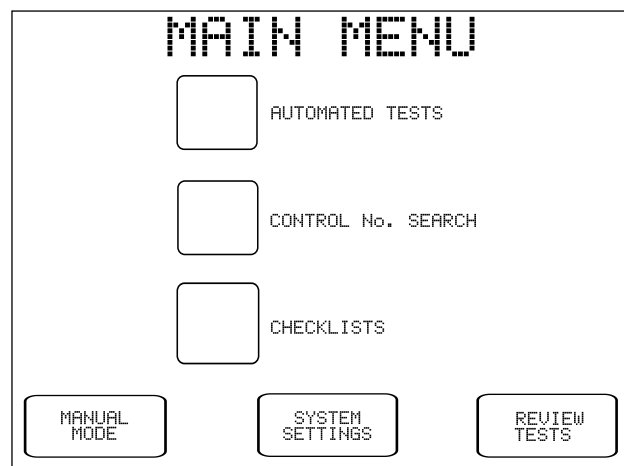 MAIN MENU
AUTOMATED TESTS
CONTROL No. SEARCH
CHECKLISTS
MANUAL
MODE
SYSTEM
SETTINGS
REVIEW
TESTS